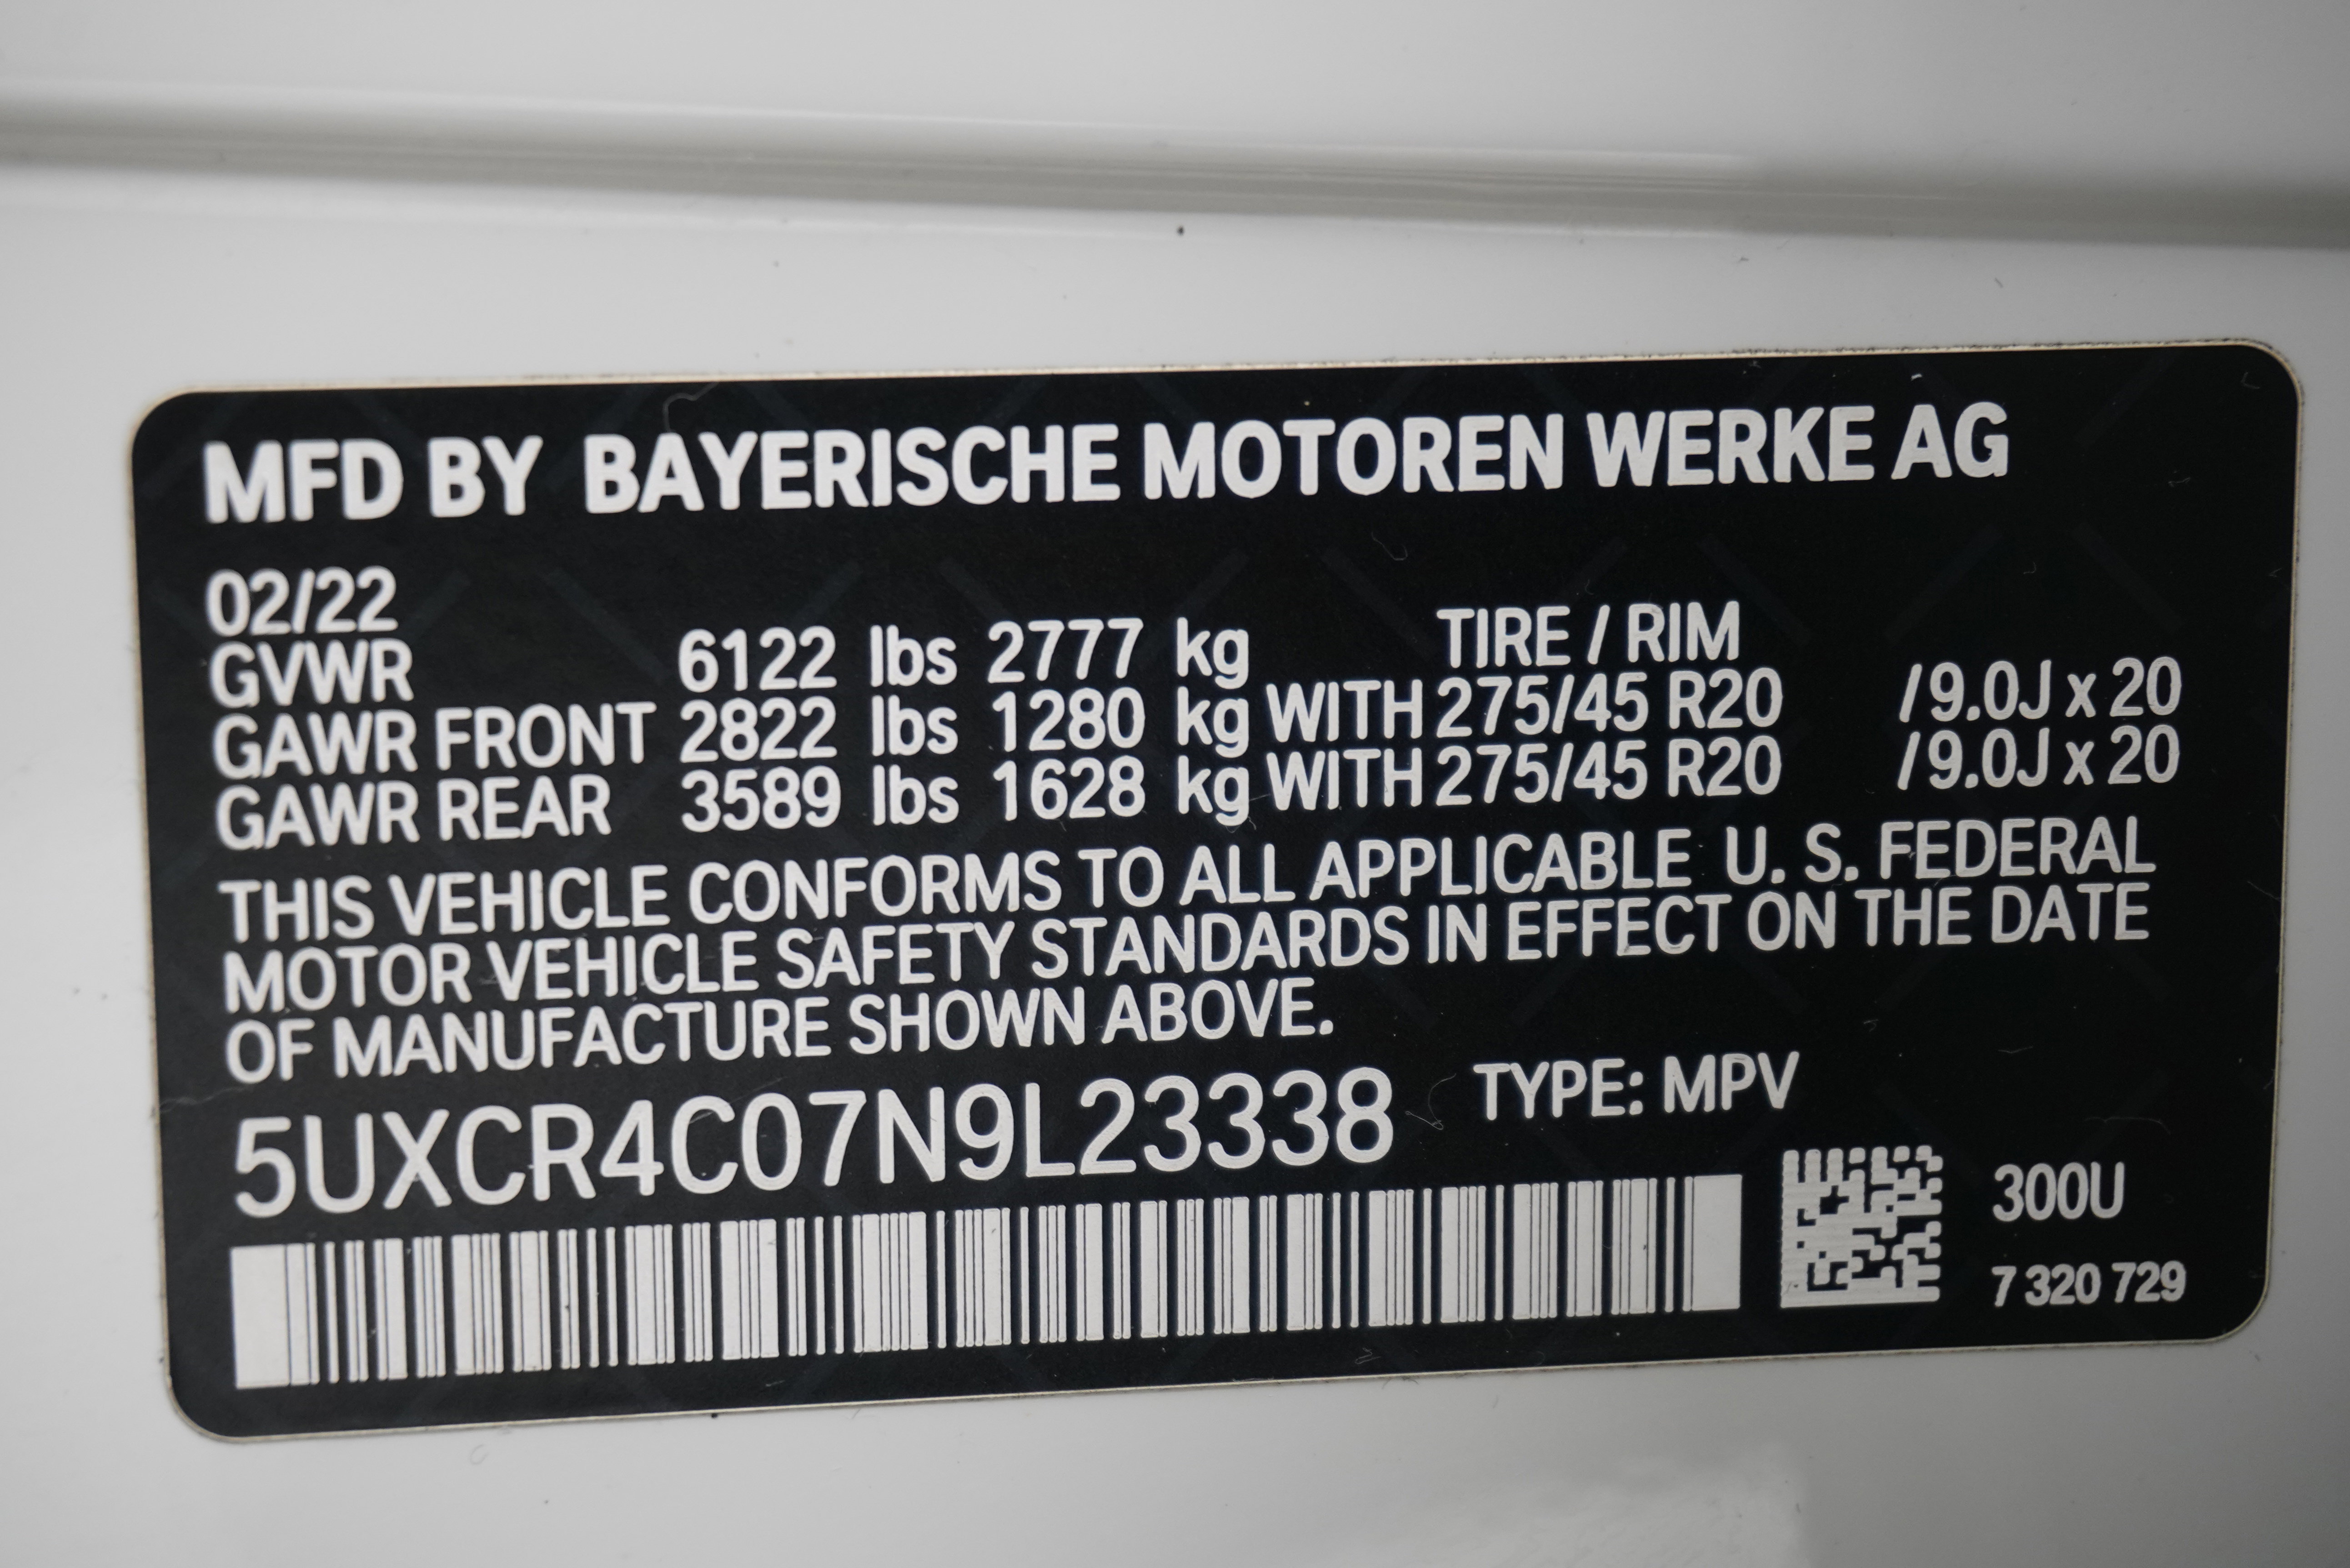 MFD BY BAYERISCHE MOTOREN WERKE AG
02/22
GVWR 6122 lbs 2777 kg TIRE / RIM
GAWR FRONT 2822 lbs 1280 kg WITH 275/45 R20 /9.0J x 20
GAWR REAR 3589 lbs 1628 kg WITH 275/45 R20 /9.0J x 20
THIS VEHICLE CONFORMS TO ALL APPLICABLE U. S. FEDERAL
MOTOR VEHICLE SAFETY STANDARDS IN EFFECT ON THE DATE
OF MANUFACTURE SHOWN ABOVE.
5UXCR4C07N9L23338 TYPE: MPV
300U
7 320 729